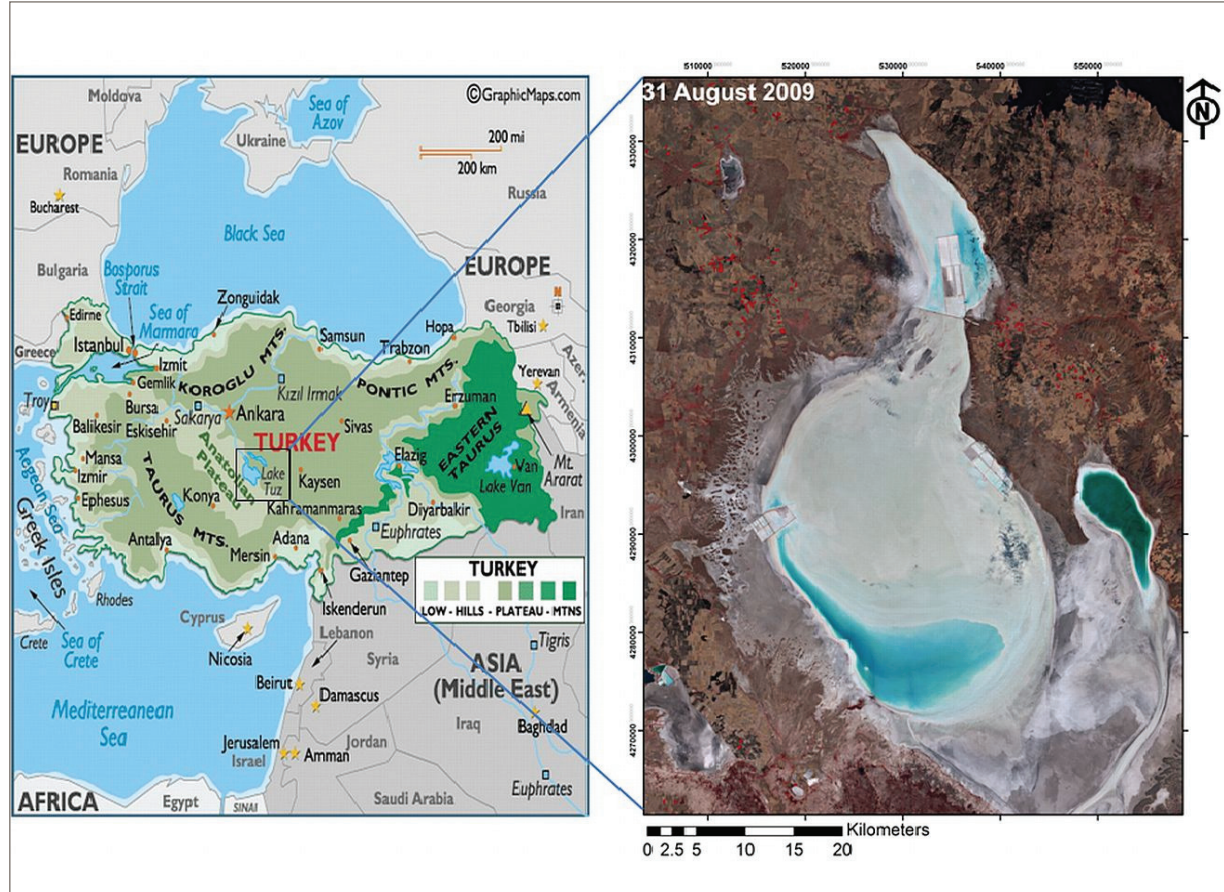 ©GraphicMaps.com
Moldova
Sea of
Azov
Ukraine
EUROPE
200 mi
200 km
Romania
Bucharest
Russia
Black Sea
Bulgaria
Bosporus
Strait
Sea of
Marmara
Zonguidak
EUROPE
N
Georgia
Tbilisi
Edirne
Istanbul
Samsun
Hopa
Trabzon
Greece
Izmit
Gemlik
KOROGLU MTS.
PONTIC MTS.
Yerevan
Azer-
Armenia
Troy
Bursa
Sakarya
Kizil Irmak
Ankara
Erzuman
Balikesir
Eskisehir
Sivas
TURKEY
Aegean Sea
Mansa
Izmir
Anatolian
Plateau
Lake
Tuz
Elazig
EASTERN
TAURUS
Van
Lake Van
Mt.
Ararat
Kaysen
Ephesus
TAURUS MTS.
Konya
Kahramanmaras
Diiyarbalkir
Iran
Euphrates
Greek Isles
Antalya
Mersin
Adana
Gaziantep
TURKEY
LOW - HILLS - PLATEAU - MTNS
Rhodes
Iskenderun
Crete
Sea of
Crete
Cyprus
Nicosia
Lebanon
Tigris
Syria
ASIA
(Middle East)
Beirut
Damascus
Mediterranean
Sea
Iraq
Baghdad
Jerusalem
Israel
Amman
Jordan
AFRICA
Egypt
SINAI
Saudi Arabia
Euphrates
510000
520000
530000
540000
550000
31 August 2009
N
4330000
4320000
4310000
4300000
4290000
4280000
4270000
Kilometers
0 2.5 5 10 15 20